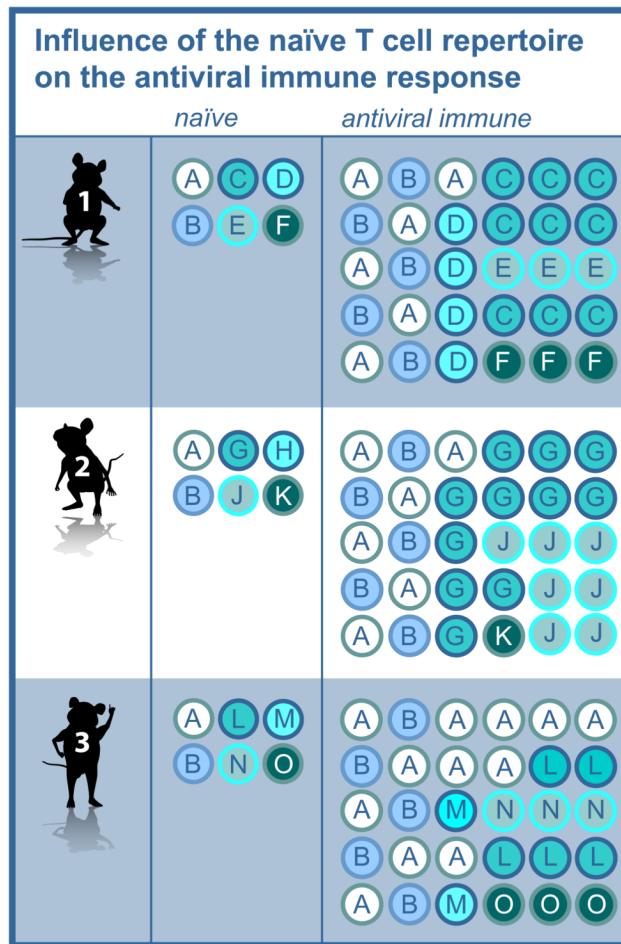 Influence of the naïve T cell repertoire
on the antiviral immune response
naïve antiviral immune
1
A C D
B E F
A B A C C C
B A D C C C
A B D E E E
B A D C C C
A B D F F F
2
A G H
B J K
A B A G G G
B A G G G G
A B G J J J
B A G G J J
A B G K J J
3
A L M
B N O
A B A A A A
B A A A L L
A B M N N N
B A A L L L
A B M O O O